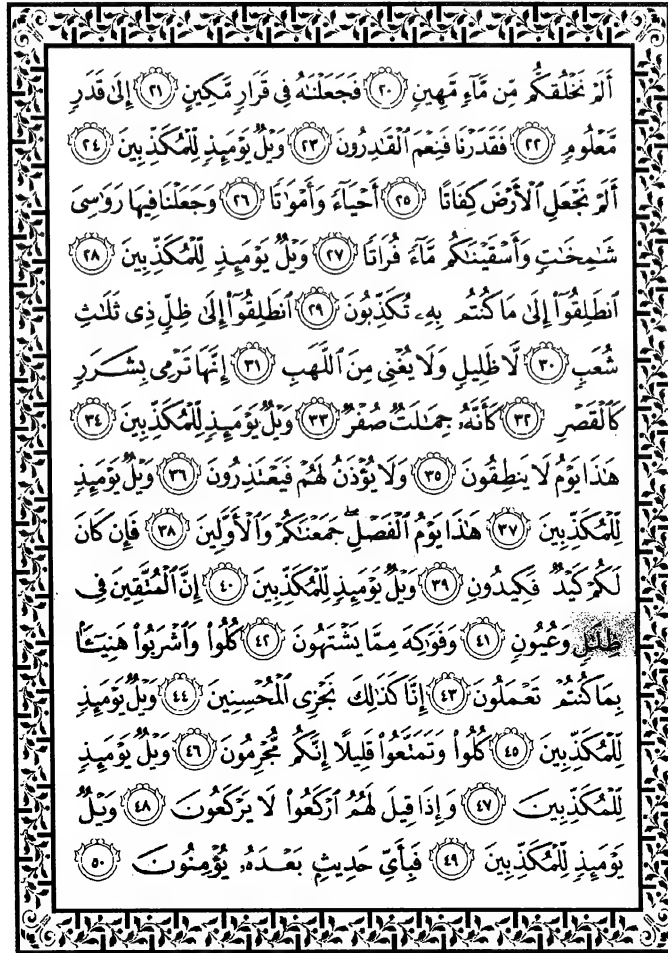 أَلَمْ نَخْلُقكُّم مِّن مَّآءٍ مَّهِينٍ ﴿٢٠﴾ فَجَعَلْنَٰهُ فِى قَرَارٍ مَّكِينٍ ﴿٢١﴾ إِلَىٰ قَدَرٍ
مَّعْلُومٍ ﴿٢٢﴾ فَقَدَرْنَا فَنِعْمَ ٱلْقَٰدِرُونَ ﴿٢٣﴾ وَيْلٌ يَوْمَئِذٍ لِّلْمُكَذِّبِينَ ﴿٢٤﴾
أَلَمْ نَجْعَلِ ٱلْأَرْضَ كِفَاتًا ﴿٢٥﴾ أَحْيَآءً وَأَمْوَٰتًا ﴿٢٦﴾ وَجَعَلْنَا فِيهَا رَوَٰسِىَ
شَٰمِخَٰتٍ وَأَسْقَيْنَٰكُم مَّآءً فُرَاتًا ﴿٢٧﴾ وَيْلٌ يَوْمَئِذٍ لِّلْمُكَذِّبِينَ ﴿٢٨﴾
ٱنطَلِقُوٓا۟ إِلَىٰ مَا كُنتُم بِهِۦ تُكَذِّبُونَ ﴿٢٩﴾ ٱنطَلِقُوٓا۟ إِلَىٰ ظِلٍّ ذِى ثَلَٰثِ
شُعَبٍ ﴿٣٠﴾ لَّا ظَلِيلٍ وَلَا يُغْنِى مِنَ ٱللَّهَبِ ﴿٣١﴾ إِنَّهَا تَرْمِى بِشَرَرٍ
كَٱلْقَصْرِ ﴿٣٢﴾ كَأَنَّهُۥ جِمَٰلَتٌ صُفْرٌ ﴿٣٣﴾ وَيْلٌ يَوْمَئِذٍ لِّلْمُكَذِّبِينَ ﴿٣٤﴾
هَٰذَا يَوْمُ لَا يَنطِقُونَ ﴿٣٥﴾ وَلَا يُؤْذَنُ لَهُمْ فَيَعْتَذِرُونَ ﴿٣٦﴾ وَيْلٌ يَوْمَئِذٍ
لِّلْمُكَذِّبِينَ ﴿٣٧﴾ هَٰذَا يَوْمُ ٱلْفَصْلِ ۖ جَمَعْنَٰكُمْ وَٱلْأَوَّلِينَ ﴿٣٨﴾ فَإِن كَانَ
لَكُمْ كَيْدٌ فَكِيدُونِ ﴿٣٩﴾ وَيْلٌ يَوْمَئِذٍ لِّلْمُكَذِّبِينَ ﴿٤٠﴾ إِنَّ ٱلْمُتَّقِينَ فِى
ظِلَٰلٍ وَعُيُونٍ ﴿٤١﴾ وَفَوَٰكِهَ مِمَّا يَشْتَهُونَ ﴿٤٢﴾ كُلُوا۟ وَٱشْرَبُوا۟ هَنِيٓـًٔۢا
بِمَا كُنتُمْ تَعْمَلُونَ ﴿٤٣﴾ إِنَّا كَذَٰلِكَ نَجْزِى ٱلْمُحْسِنِينَ ﴿٤٤﴾ وَيْلٌ يَوْمَئِذٍ
لِّلْمُكَذِّبِينَ ﴿٤٥﴾ كُلُوا۟ وَتَمَتَّعُوا۟ قَلِيلًا إِنَّكُم مُّجْرِمُونَ ﴿٤٦﴾ وَيْلٌ يَوْمَئِذٍ
لِّلْمُكَذِّبِينَ ﴿٤٧﴾ وَإِذَا قِيلَ لَهُمُ ٱرْكَعُوا۟ لَا يَرْكَعُونَ ﴿٤٨﴾ وَيْلٌ
يَوْمَئِذٍ لِّلْمُكَذِّبِينَ ﴿٤٩﴾ فَبِأَىِّ حَدِيثٍۭ بَعْدَهُۥ يُؤْمِنُونَ ﴿٥٠﴾